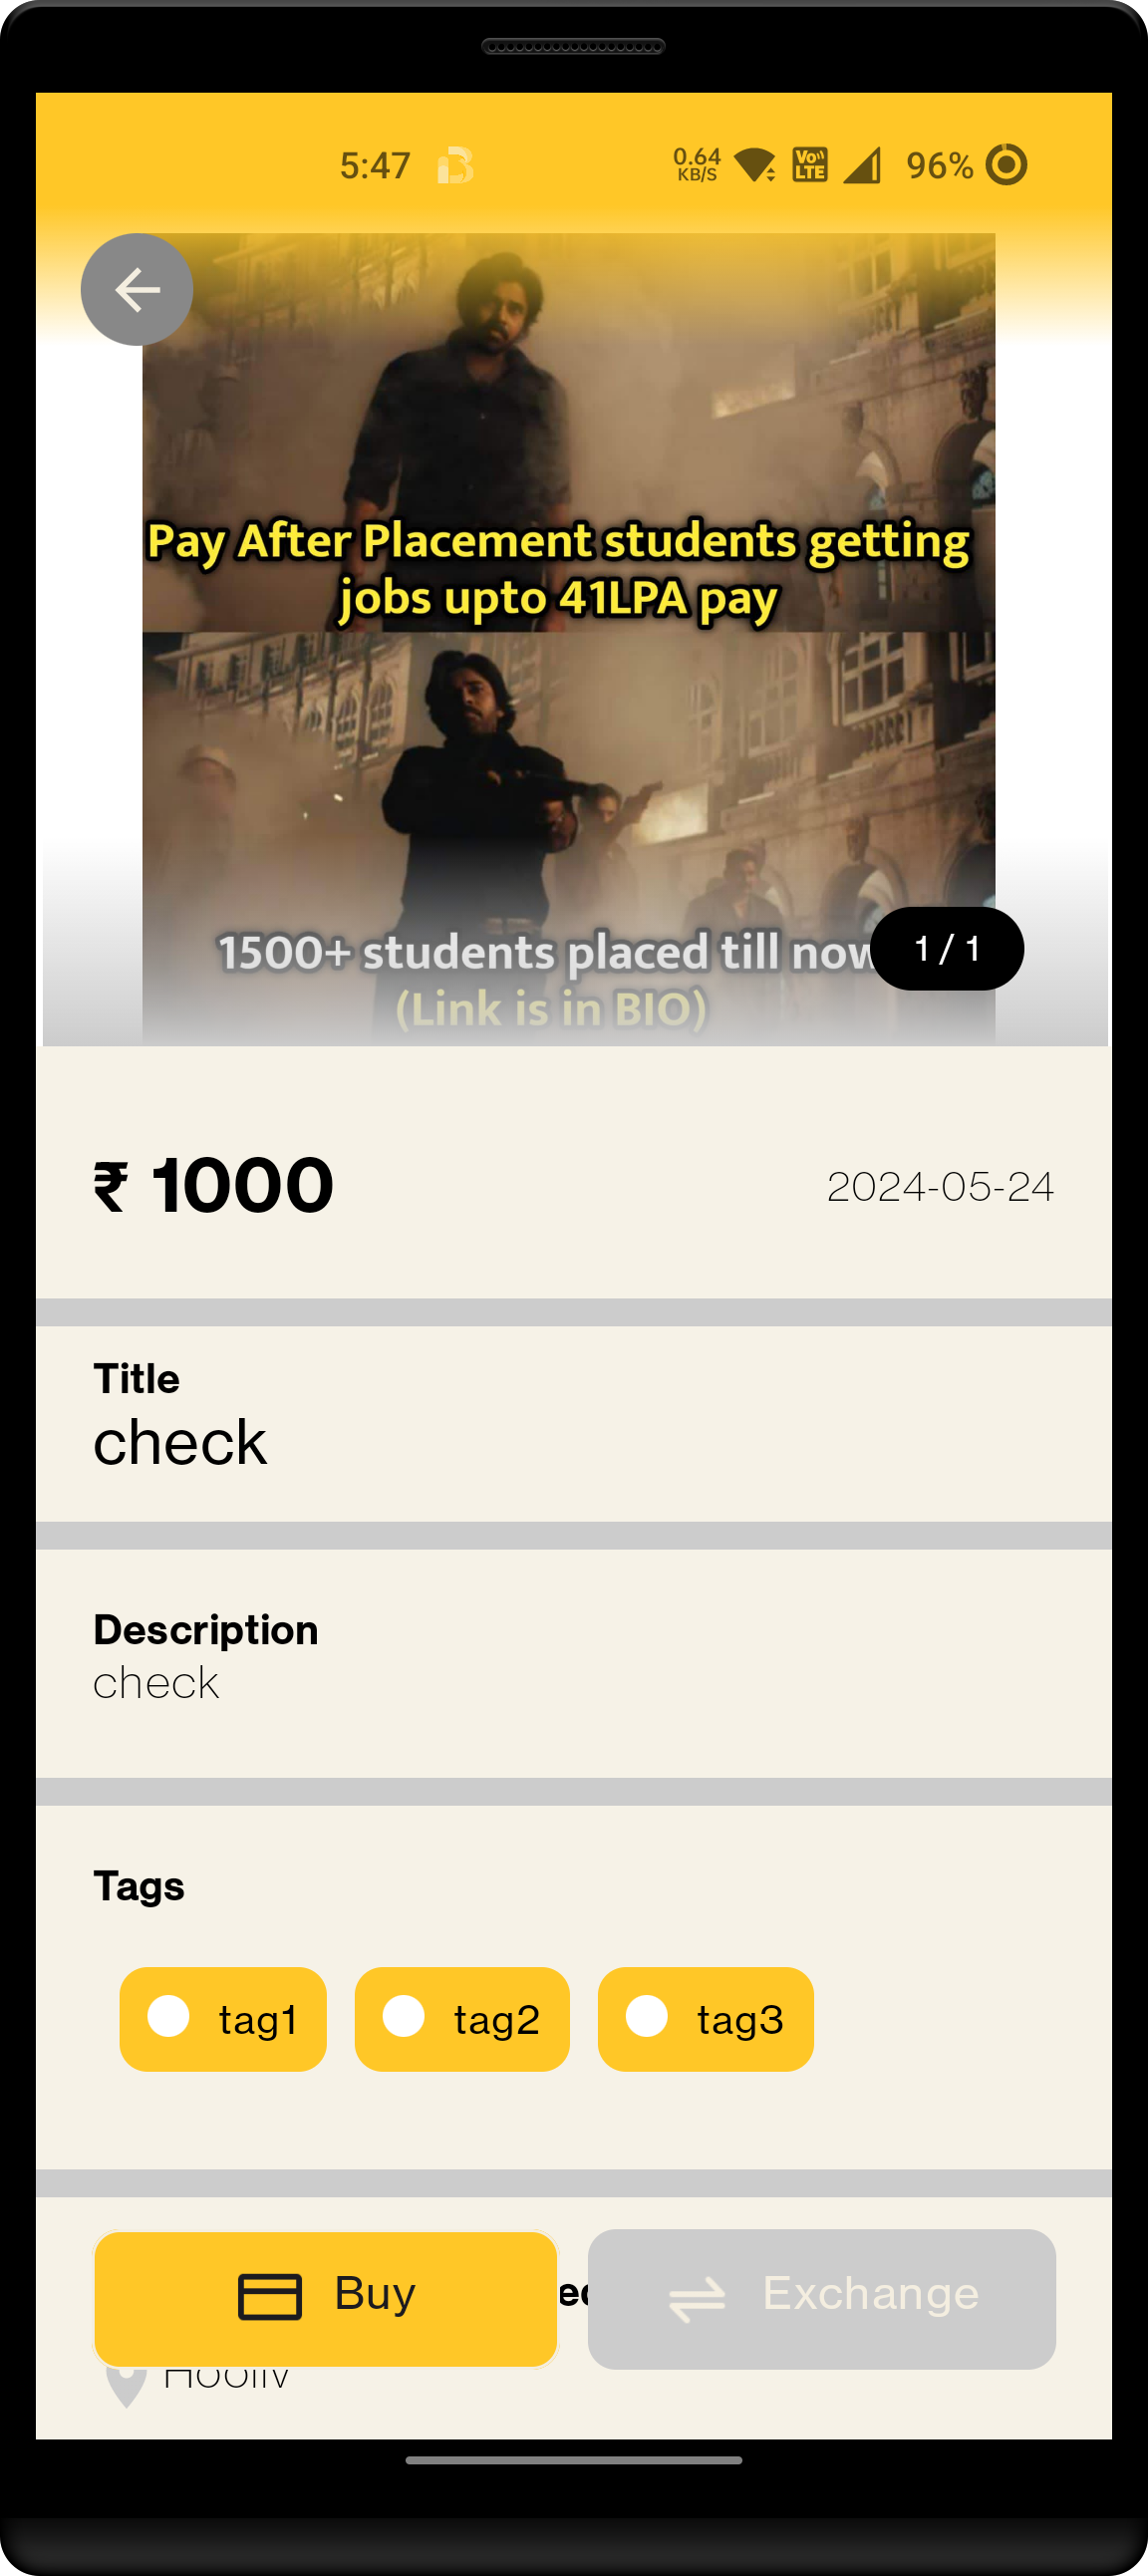 5:47
0.64
KB/S
Vo
LTE
96%
Pay After Placement students getting
jobs upto 41LPA pay
1500+ students placed till now
(Link is in BIO)
1 / 1
₹ 1000
2024-05-24
Title
check
Description
check
Tags
tag1 tag2 tag3
Buy
Exchange